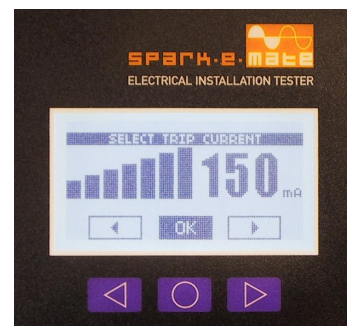 spark.e.mate
ELECTRICAL INSTALLATION TESTER
SELECT TRIP CURRENT
150 mA
OK